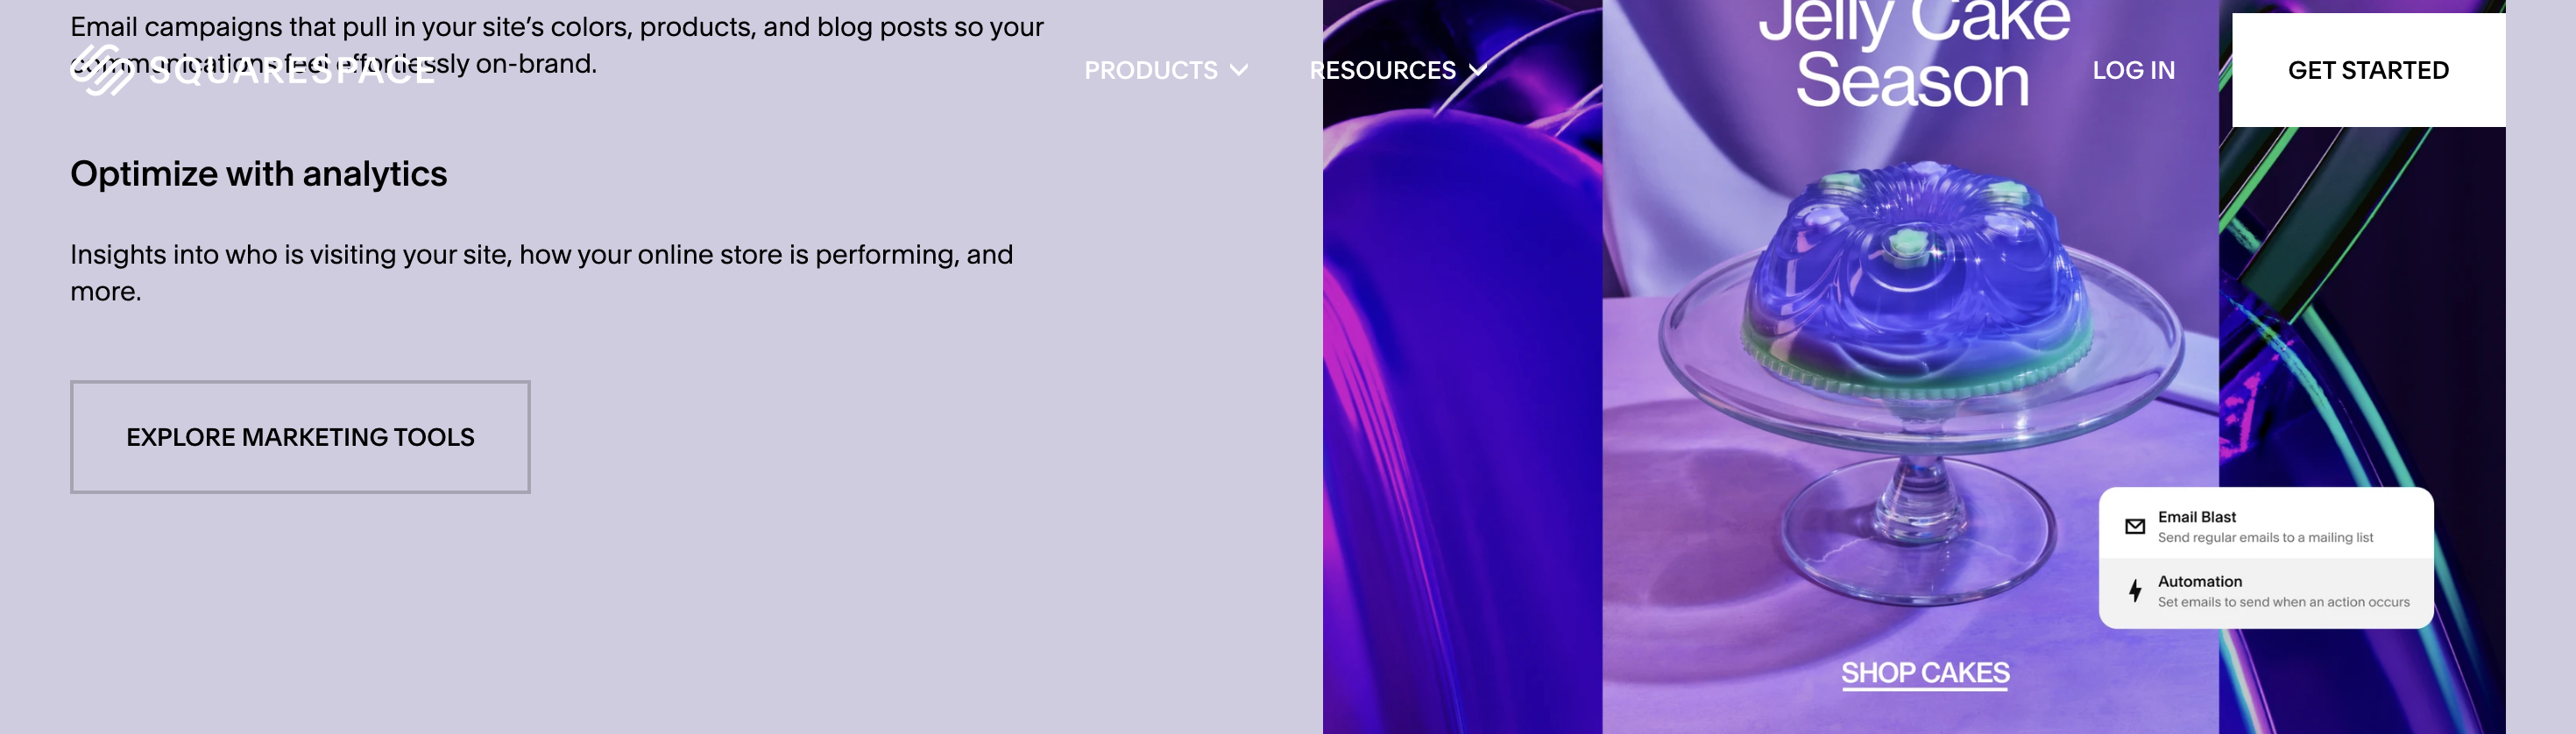 Email campaigns that pull in your site's colors, products, and blog posts so your
communications feel effortlessly on-brand.
SQUARESPACE
PRODUCTS
RESOURCES
LOG IN
GET STARTED
Optimize with analytics
Insights into who is visiting your site, how your online store is performing, and
more.
EXPLORE MARKETING TOOLS
Jelly Cake
Season
Email Blast
Send regular emails to a mailing list
Automation
Set emails to send when an action occurs
SHOP CAKES